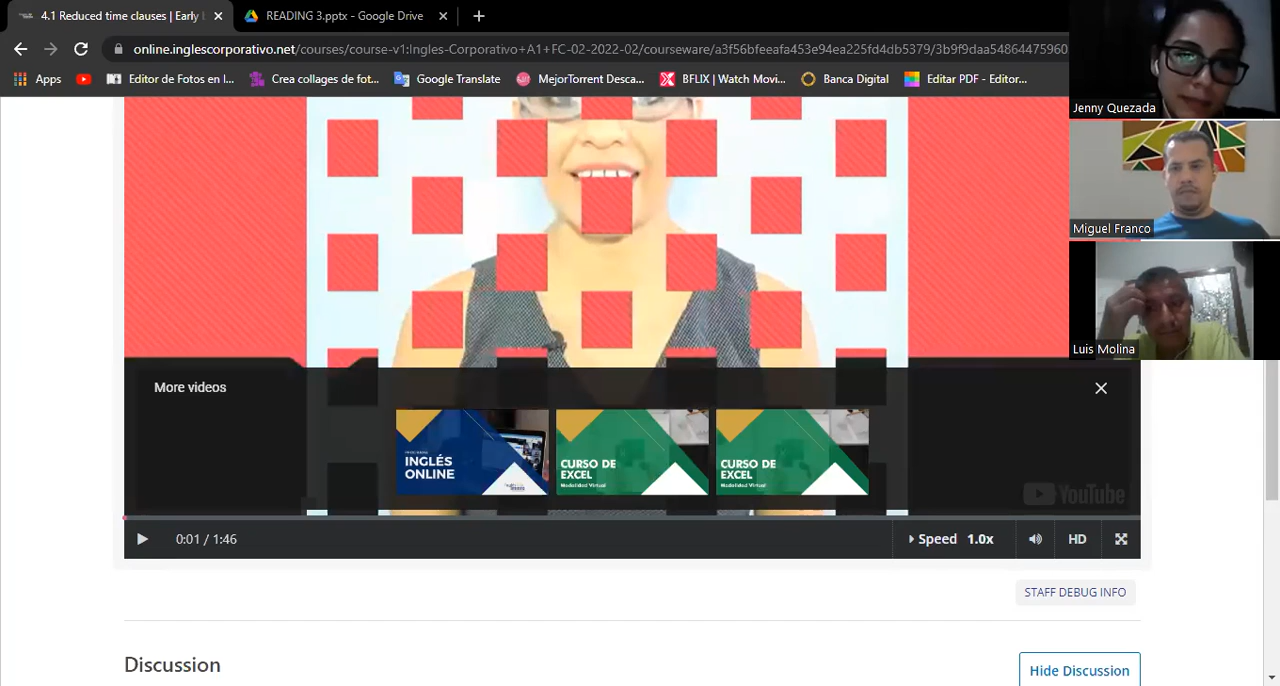 4.1 Reduced time clauses | Early
READING 3.pptx - Google Drive
online.inglescorporativo.net/courses/course-v1:Ingles-Corporativo+A1+FC-02-2022-02/courseware/a3f56bfeeafa453e94ea225fd4db5379/3b9f9daa54864475960
Apps
Editor de Fotos en l...
Crea collages de fot...
Google Translate
MejorTorrent Desca...
BFLIX | Watch Movi...
Banca Digital
Editar PDF - Editor...
Jenny Quezada
Miguel Franco
Luis Molina
More videos
INGLÉS
ONLINE
CURSO DE
EXCEL
Modalidad Virtual
CURSO DE
EXCEL
Modalidad Virtual
YouTube
0:01 / 1:46
Speed 1.0x
HD
STAFF DEBUG INFO
Discussion
Hide Discussion